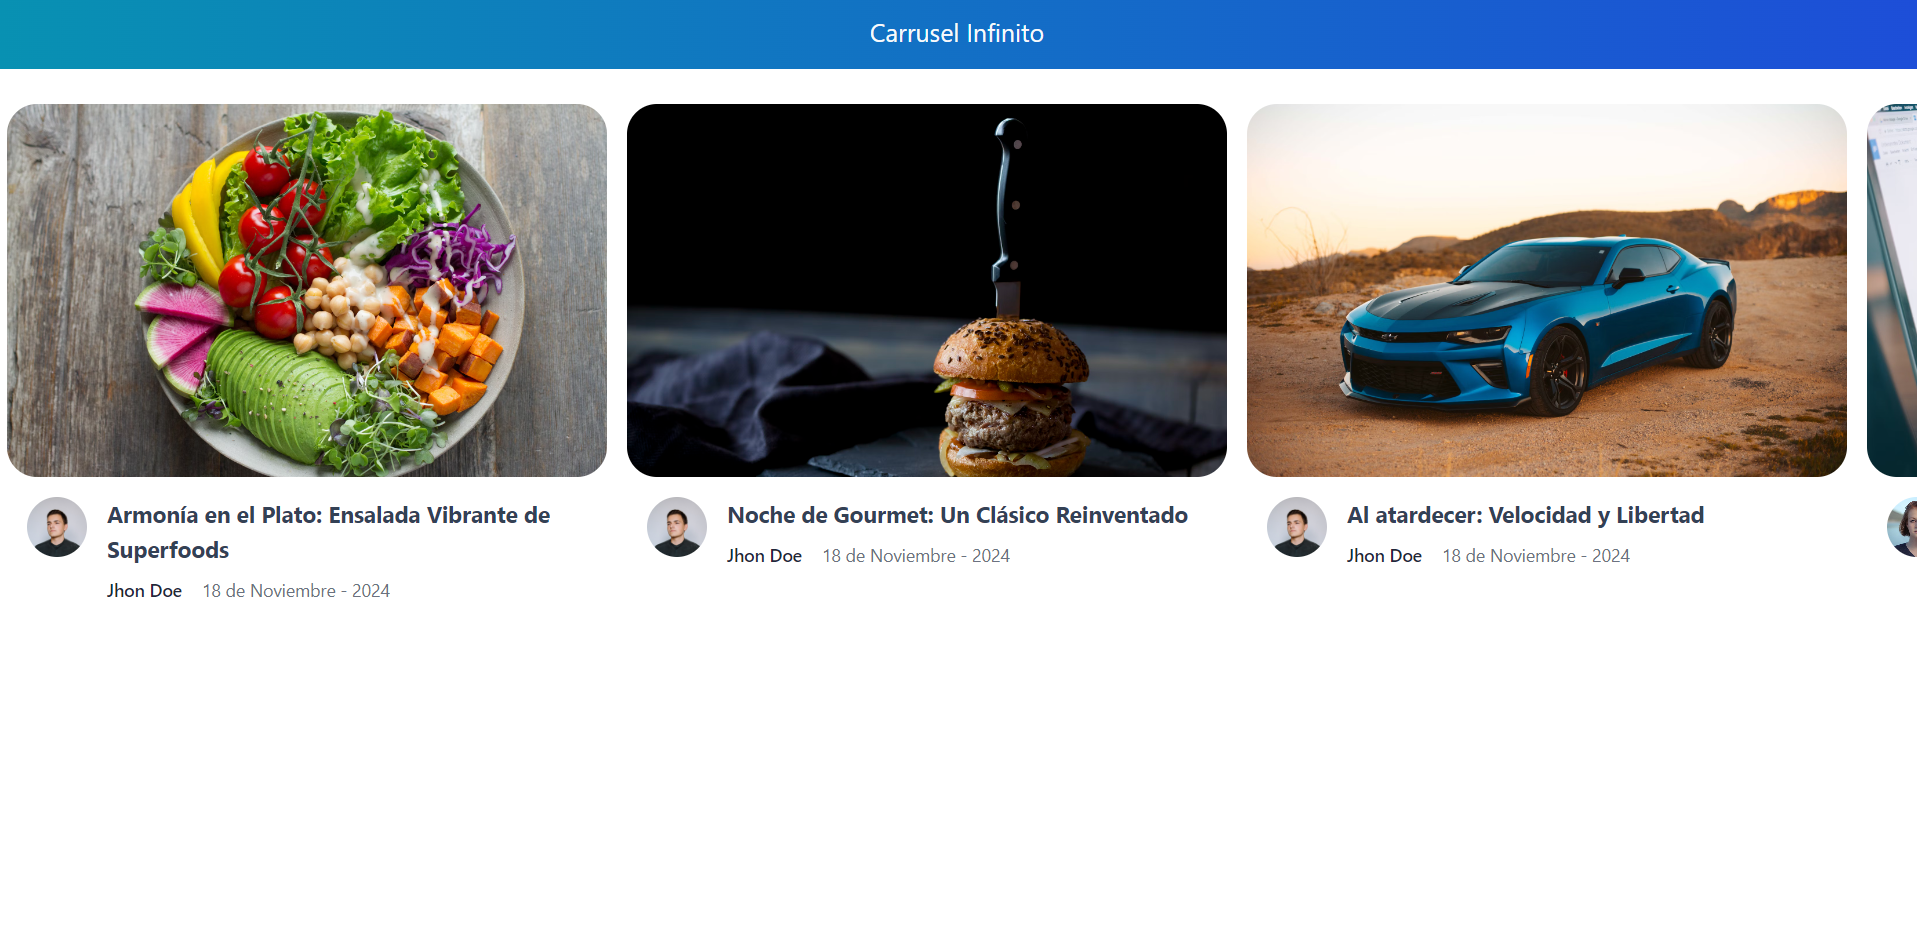 Carrusel Infinito
Armonía en el Plato: Ensalada Vibrante de
Superfoods
Jhon Doe 18 de Noviembre - 2024
Noche de Gourmet: Un Clásico Reinventado
Jhon Doe 18 de Noviembre - 2024
Al atardecer: Velocidad y Libertad
Jhon Doe 18 de Noviembre - 2024